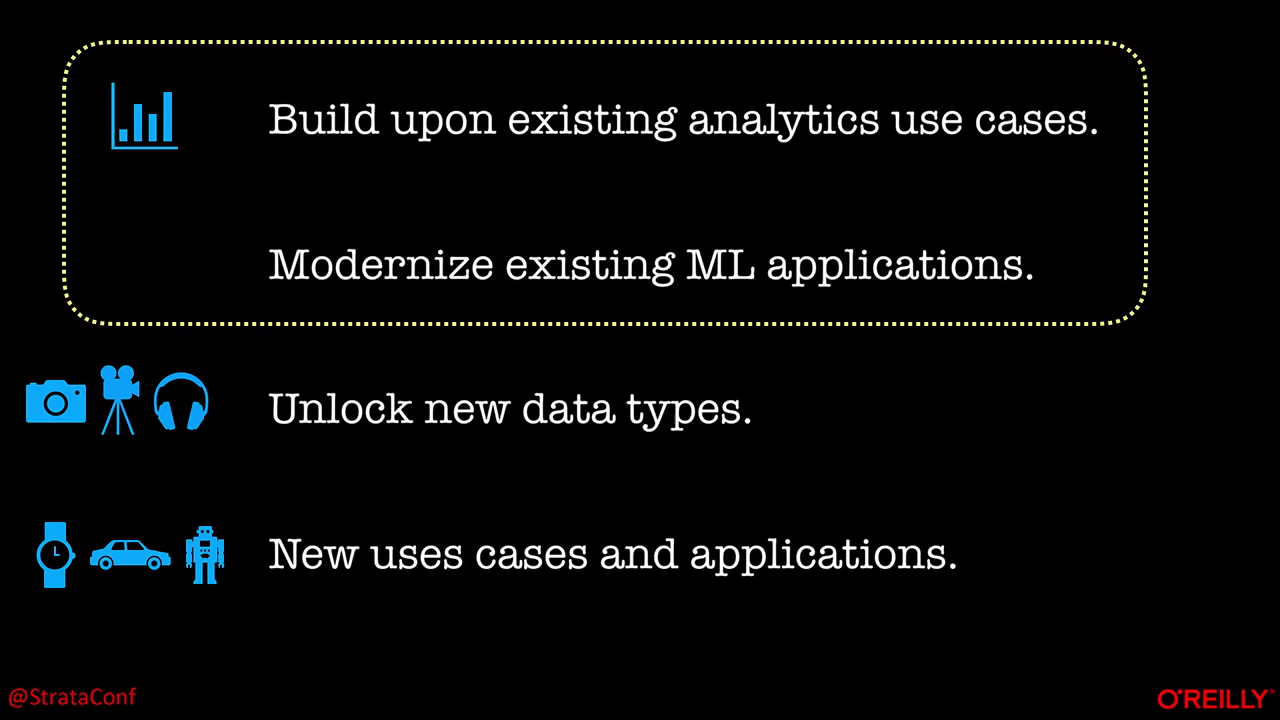 Build upon existing analytics use cases.
Modernize existing ML applications.
Unlock new data types.
New uses cases and applications.
@StrataConf
O'REILLY®